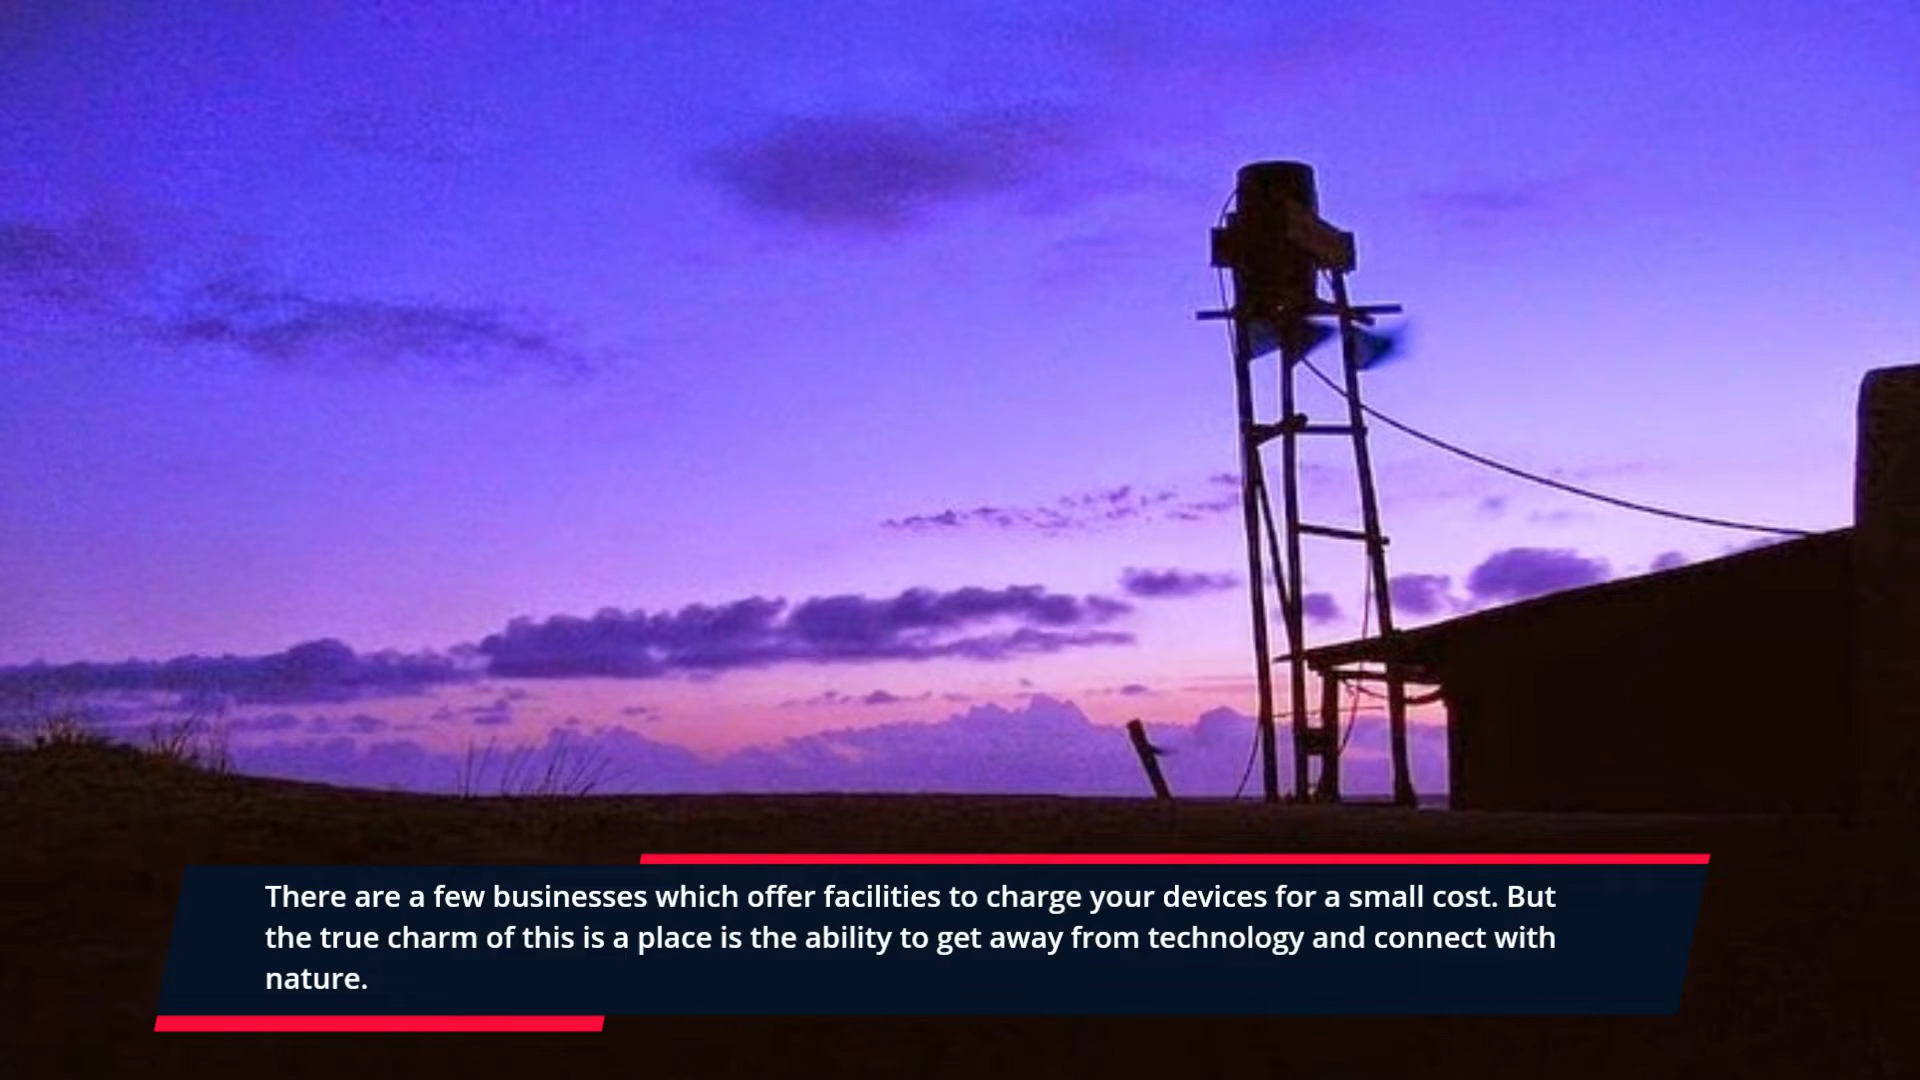 There are a few businesses which offer facilities to charge your devices for a small cost. But
the true charm of this is a place is the ability to get away from technology and connect with
nature.